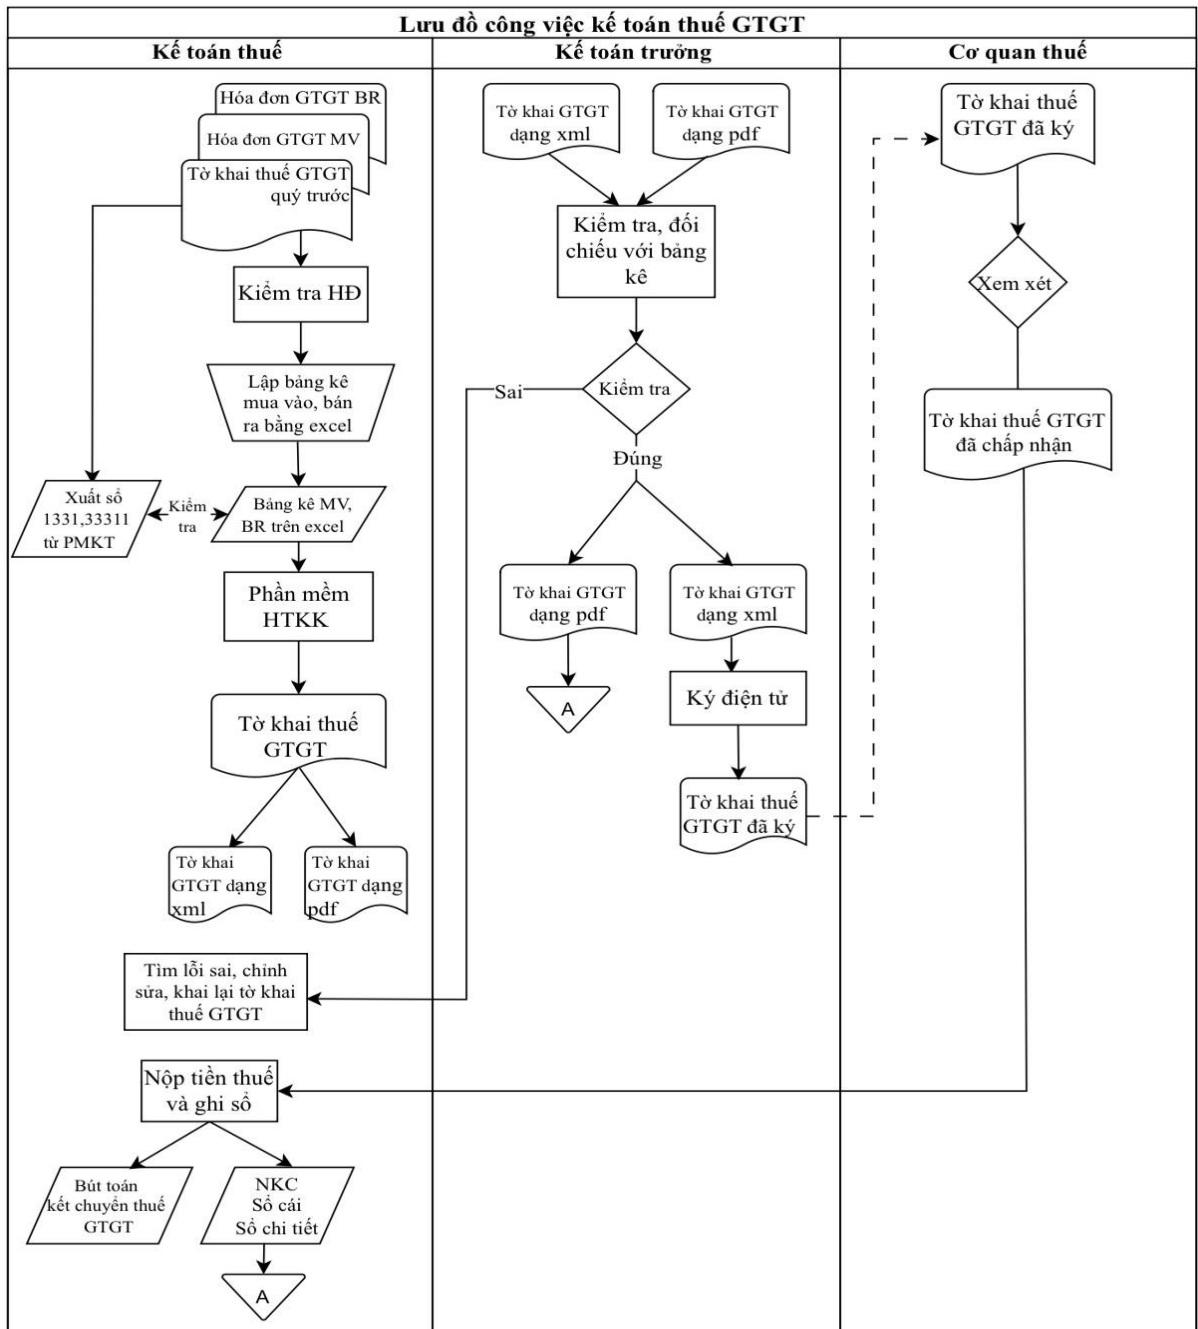 Lưu đồ công việc kế toán thuế GTGT
Kế toán thuế
Kế toán trưởng
Cơ quan thuế
Hóa đơn GTGT BR
Hóa đơn GTGT MV
Tờ khai thuế GTGT
quý trước
Kiểm tra HĐ
Lập bảng kê
mua vào, bán
ra bằng excel
Xuất sổ
1331,33311
từ PMKT
Kiểm
tra
Bảng kê MV,
BR trên excel
Phần mềm
HTKK
Tờ khai thuế
GTGT
Tờ khai
GTGT dạng
xml
Tờ khai
GTGT dạng
pdf
Tìm lỗi sai, chỉnh
sửa, khai lại tờ khai
thuế GTGT
Nộp tiền thuế
và ghi sổ
Bút toán
kết chuyển thuế
GTGT
NKC
Sổ cái
Sổ chi tiết
A
Tờ khai GTGT
dạng xml
Tờ khai GTGT
dạng pdf
Kiểm tra, đối
chiếu với bảng
kê
Kiểm tra
Sai
Đúng
Tờ khai GTGT
dạng pdf
Tờ khai GTGT
dạng xml
A
Ký điện tử
Tờ khai thuế
GTGT đã ký
Tờ khai thuế
GTGT đã ký
Xem xét
Tờ khai thuế GTGT
đã chấp nhận